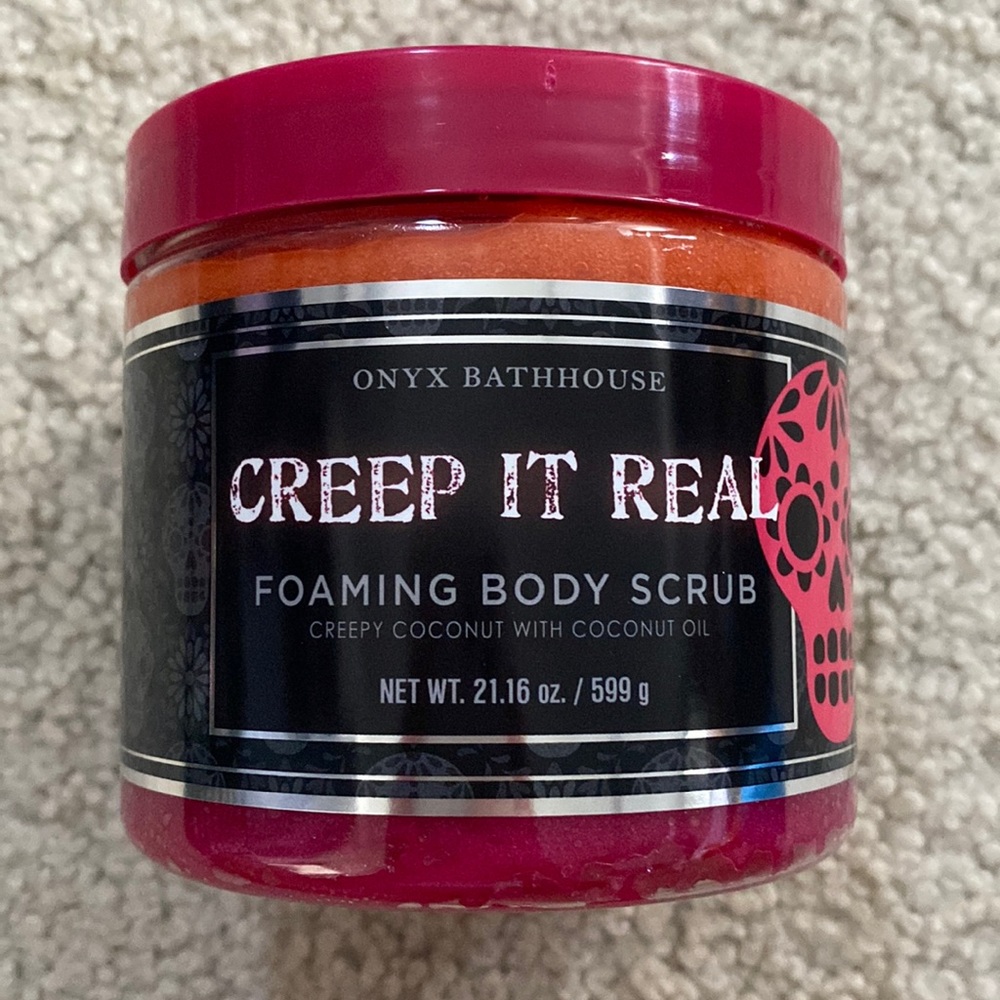 ONYX BATHHOUSE
CREEP IT REAL
FOAMING BODY SCRUB
CREEPY COCONUT WITH COCONUT OIL
NET WT. 21.16 oz. / 599 g